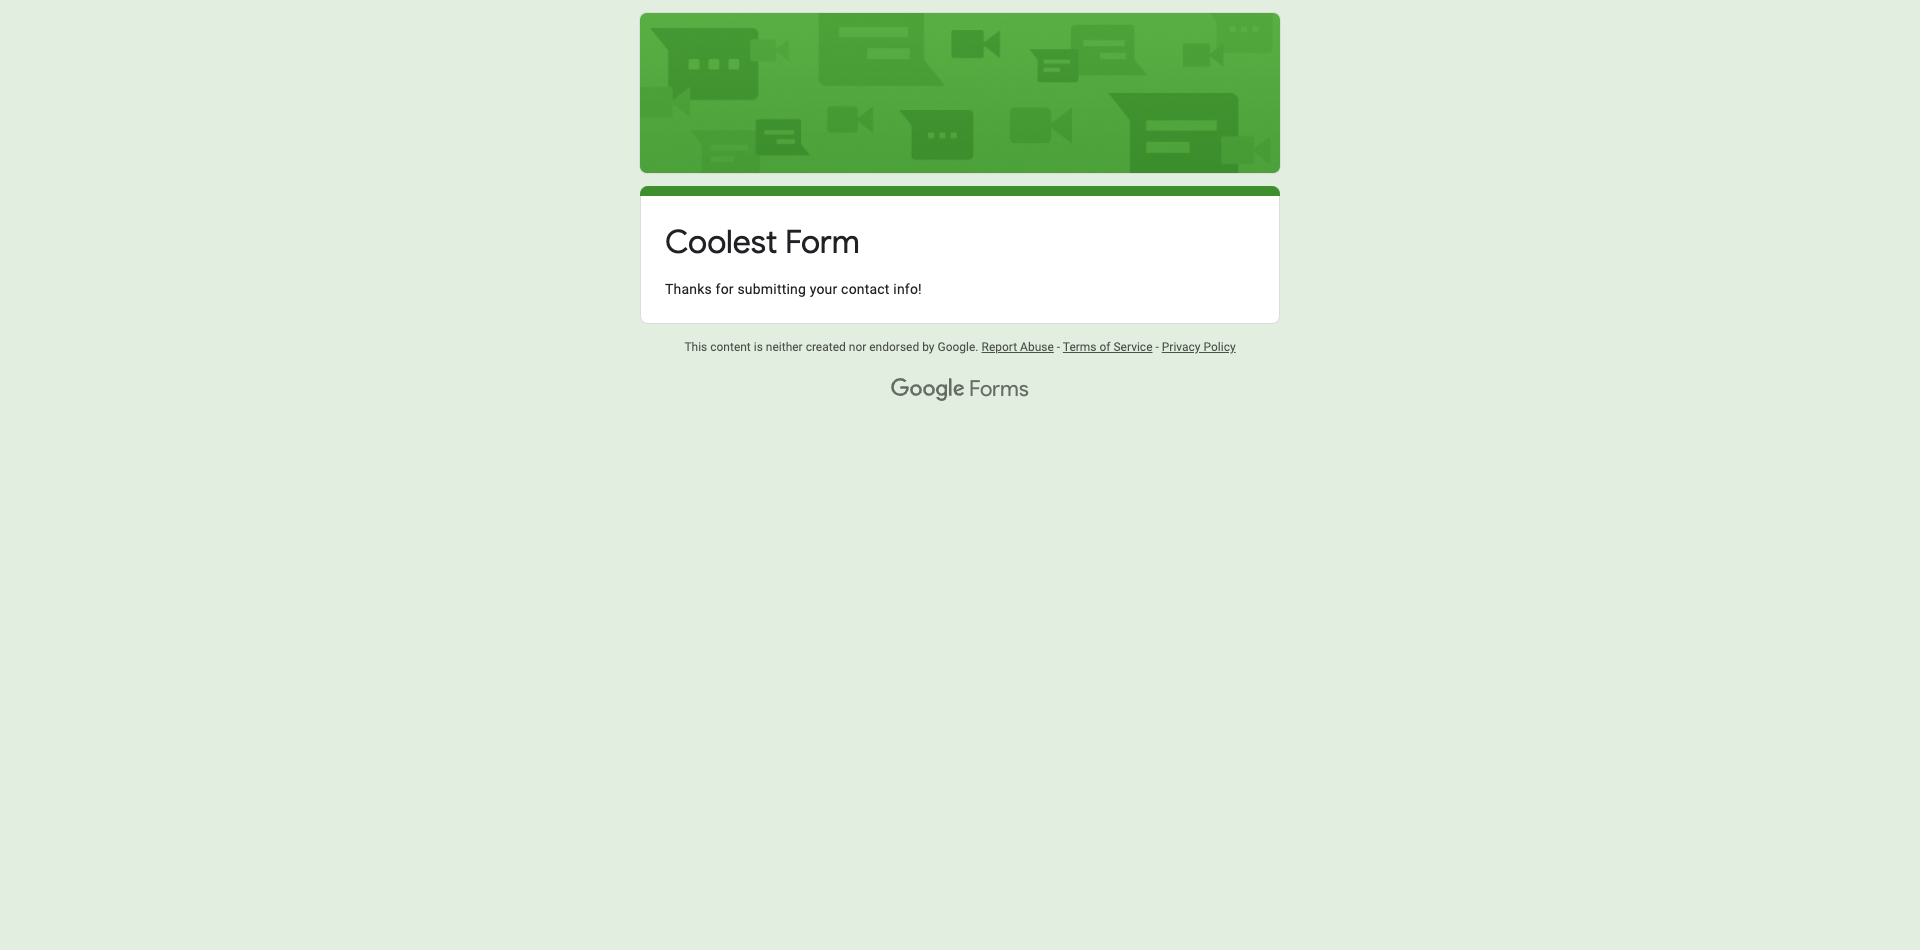 Coolest Form
Thanks for submitting your contact info!
This content is neither created nor endorsed by Google. Report Abuse - Terms of Service - Privacy Policy
Google Forms